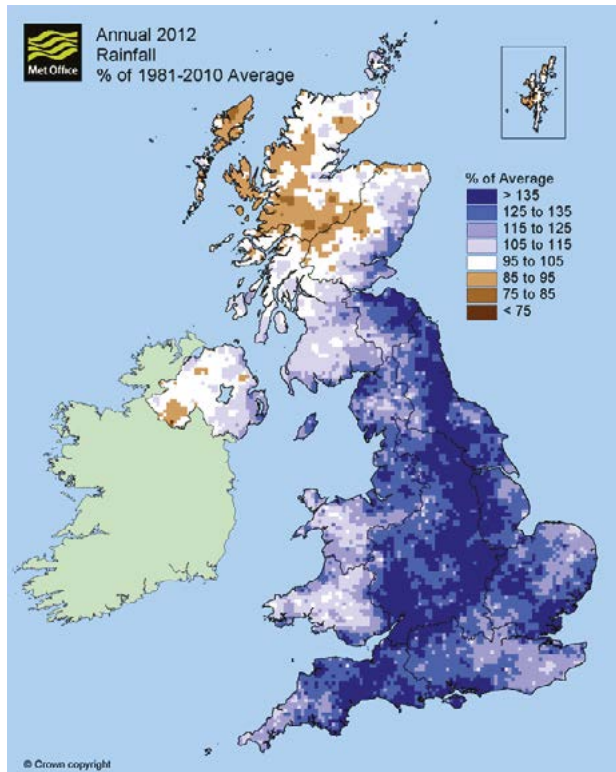 Met Office
Annual 2012
Rainfall
% of 1981-2010 Average
% of Average
> 135
125 to 135
115 to 125
105 to 115
95 to 105
85 to 95
75 to 85
< 75
© Crown copyright